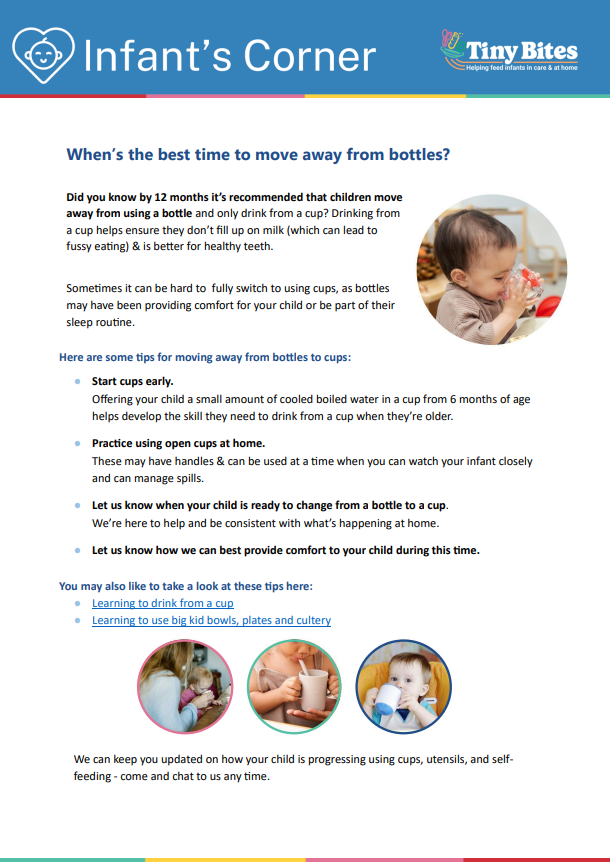 Infant's Corner
Tiny Bites
Helping feed infants in care & at home
When's the best time to move away from bottles?
Did you know by 12 months it's recommended that children move
away from using a bottle and only drink from a cup? Drinking from
a cup helps ensure they don't fill up on milk (which can lead to
fussy eating) & is better for healthy teeth.
Sometimes it can be hard to fully switch to using cups, as bottles
may have been providing comfort for your child or be part of their
sleep routine.
Here are some tips for moving away from bottles to cups:
Start cups early.
Offering your child a small amount of cooled boiled water in a cup from 6 months of age
helps develop the skill they need to drink from a cup when they're older.
Practice using open cups at home.
These may have handles & can be used at a time when you can watch your infant closely
and can manage spills.
Let us know when your child is ready to change from a bottle to a cup.
We're here to help and be consistent with what's happening at home.
Let us know how we can best provide comfort to your child during this time.
You may also like to take a look at these tips here:
Learning to drink from a cup
Learning to use big kid bowls, plates and cultery
We can keep you updated on how your child is progressing using cups, utensils, and self-
feeding - come and chat to us any time.